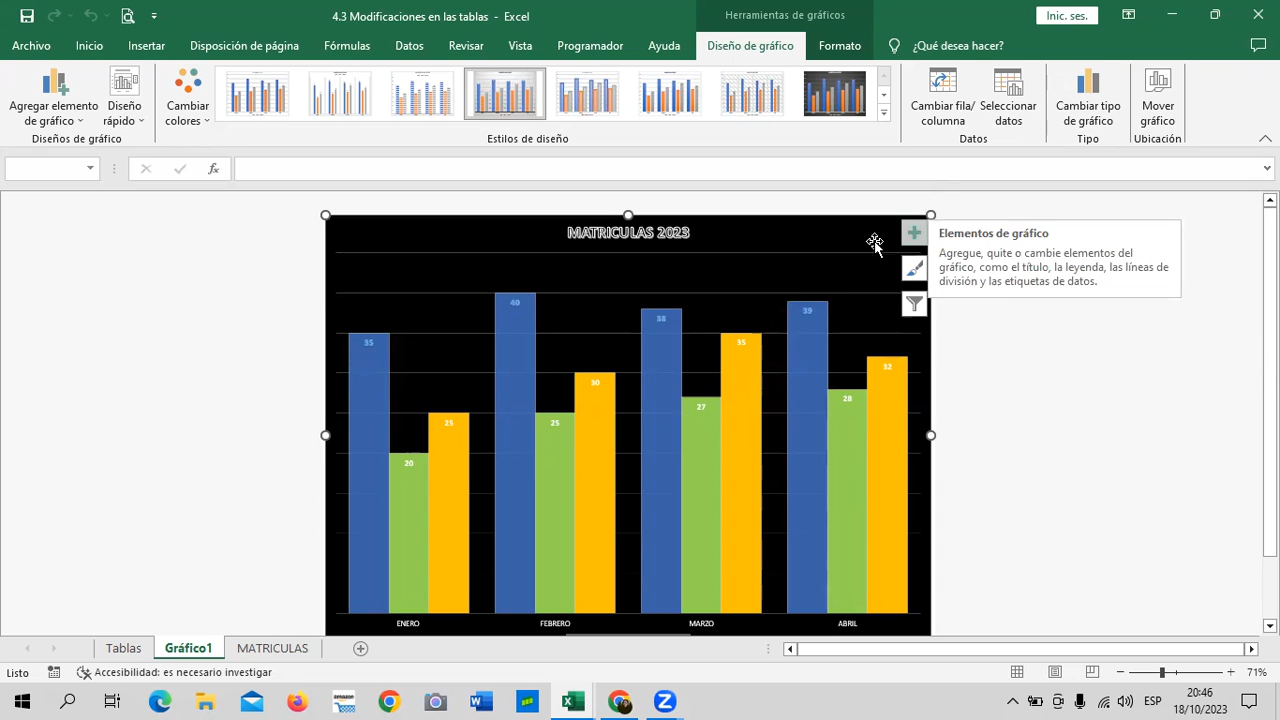 4.3 Modificaciones en las tablas - Excel
Herramientas de gráficos
Inic. ses.
Archivo Inicio Insertar Disposición de página Fórmulas Datos Revisar Vista Programador Ayuda Diseño de gráfico Formato ¿Qué desea hacer?
Agregar elemento de gráfico
Diseño rápido
Cambiar colores
Cambiar fila/ columna
Seleccionar datos
Cambiar tipo de gráfico
Mover gráfico
Diseños de gráfico Estilos de diseño Datos Tipo Ubicación
fx
MATRICULAS 2023
Elementos de gráfico
Agregue, quite o cambie elementos del
gráfico, como el título, la leyenda, las líneas de
división y las etiquetas de datos.
35 20 25
40 25 30
38 27 35
39 28 32
ENERO FEBRERO MARZO ABRIL
Tablas Gráfico1 MATRICULAS
Listo Accesibilidad: es necesario investigar 71%
ESP
20:46
18/10/2023